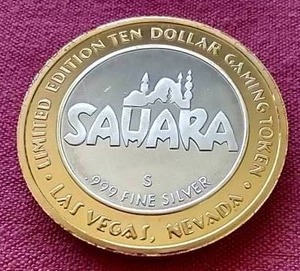 LIMITED EDITION TEN DOLLAR GAMING TOKEN
SAHARA
S
.999 FINE SILVER
• LAS VEGAS, NEVADA •